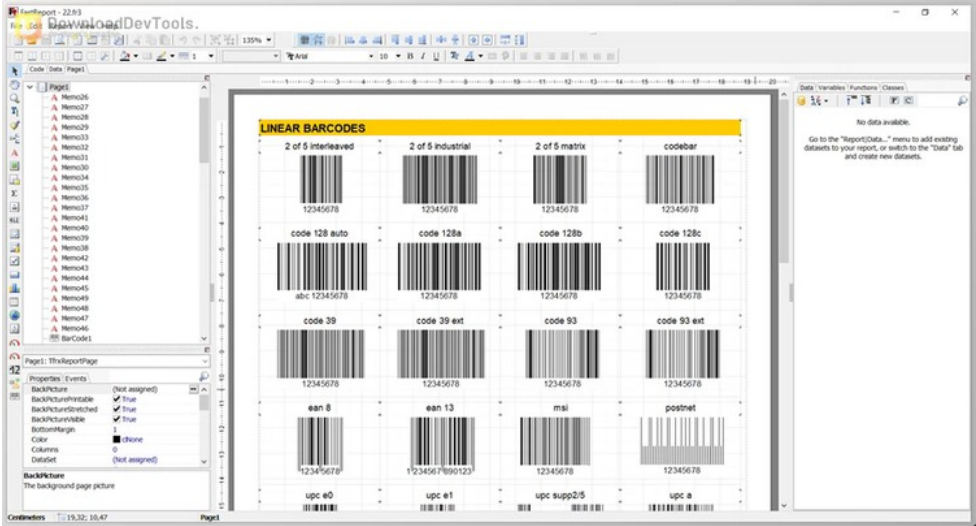 FastReport - 22.fr3
DownloadDevTools.
File Edit Report View Help
135%
1
Arial
10
Code Data Page1
Page1
Memo26
Memo27
Memo28
Memo29
Memo33
Memo32
Memo31
Memo30
Memo34
Memo35
Memo36
Memo37
Memo41
Memo40
Memo39
Memo38
Memo42
Memo43
Memo44
Memo45
Memo49
Memo48
Memo47
Memo46
BarCode1
Page1: TfrxReportPage
Properties Events
BackPicture (Not assigned)
BackPicturePrintable True
BackPictureStretched True
BackPictureVisible True
BottomMargin 1
Color clNone
Columns 0
DataSet (Not assigned)
BackPicture
The background page picture
Centimeters 19,32; 10,47 Page1
LINEAR BARCODES
2 of 5 interleaved 2 of 5 industrial 2 of 5 matrix codebar
12345678 12345678 12345678 12345678
code 128 auto code 128a code 128b code 128c
abc 12345678 12345678 12345678 12345678
code 39 code 39 ext code 93 code 93 ext
12345678 12345678 12345678 12345678
ean 8 ean 13 msi postnet
1234 5678 1 234567 890123 12345678 12345678
upc e0 upc e1 upc supp2/5 upc a
Data Variables Functions Classes
No data available.
Go to the "Report|Data..." menu to add existing
datasets to your report, or switch to the "Data" tab
and create new datasets.